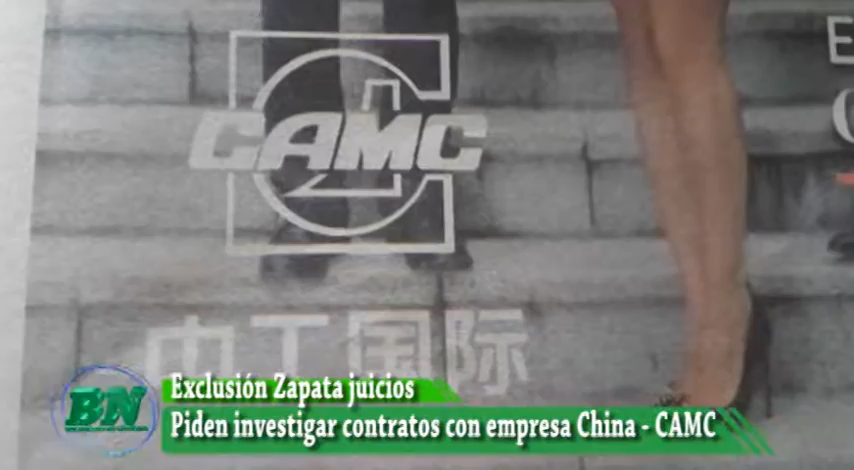 CAMC
中工国际
BN
Exclusión Zapata juicios
Piden investigar contratos con empresa China - CAMC